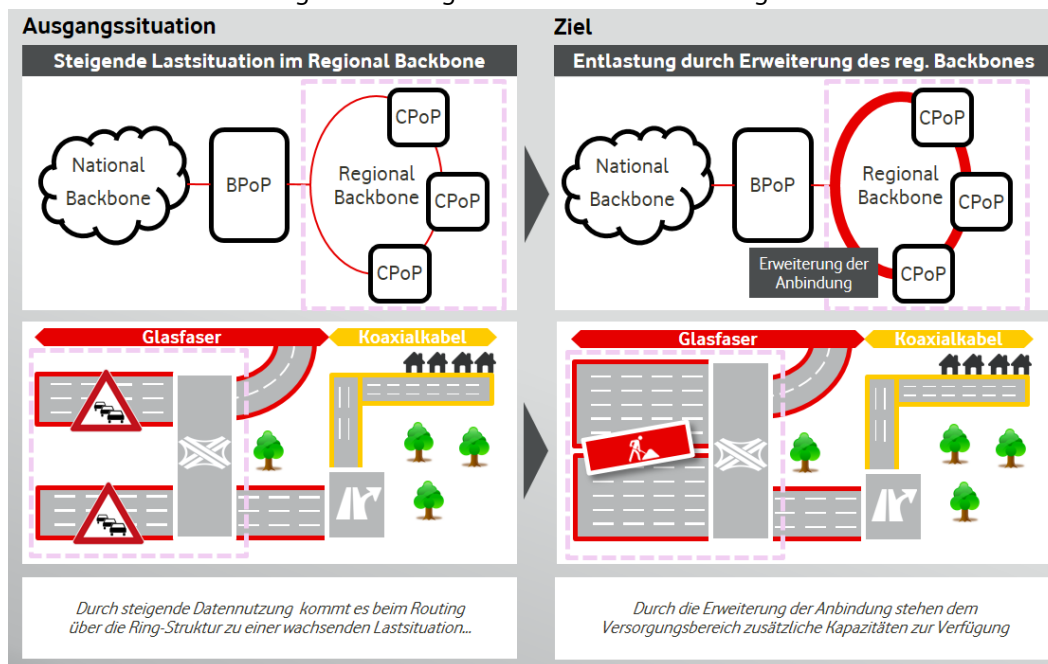 Ausgangssituation
Steigende Lastsituation im Regional Backbone
National
Backbone
BPoP
Regional
Backbone
CPoP
CPoP
CPoP
Glasfaser
Koaxialkabel
Durch steigende Datennutzung kommt es beim Routing
über die Ring-Struktur zu einer wachsenden Lastsituation...
Ziel
Entlastung durch Erweiterung des reg. Backbones
National
Backbone
BPoP
Regional
Backbone
CPoP
CPoP
CPoP
Erweiterung der
Anbindung
Glasfaser
Koaxialkabel
Durch die Erweiterung der Anbindung stehen dem
Versorgungsbereich zusätzliche Kapazitäten zur Verfügung